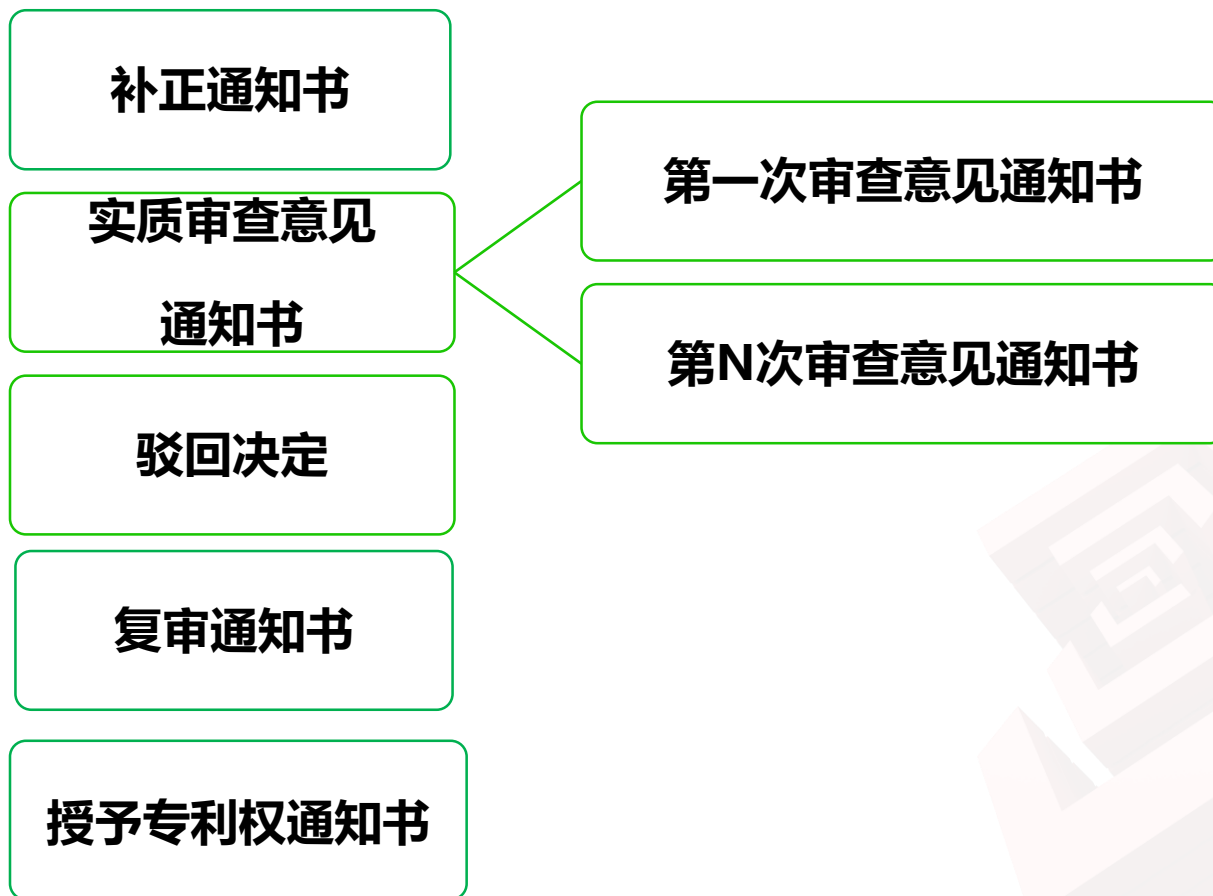 补正通知书
实质审查意见
通知书
第一次审查意见通知书
第N次审查意见通知书
驳回决定
复审通知书
授予专利权通知书